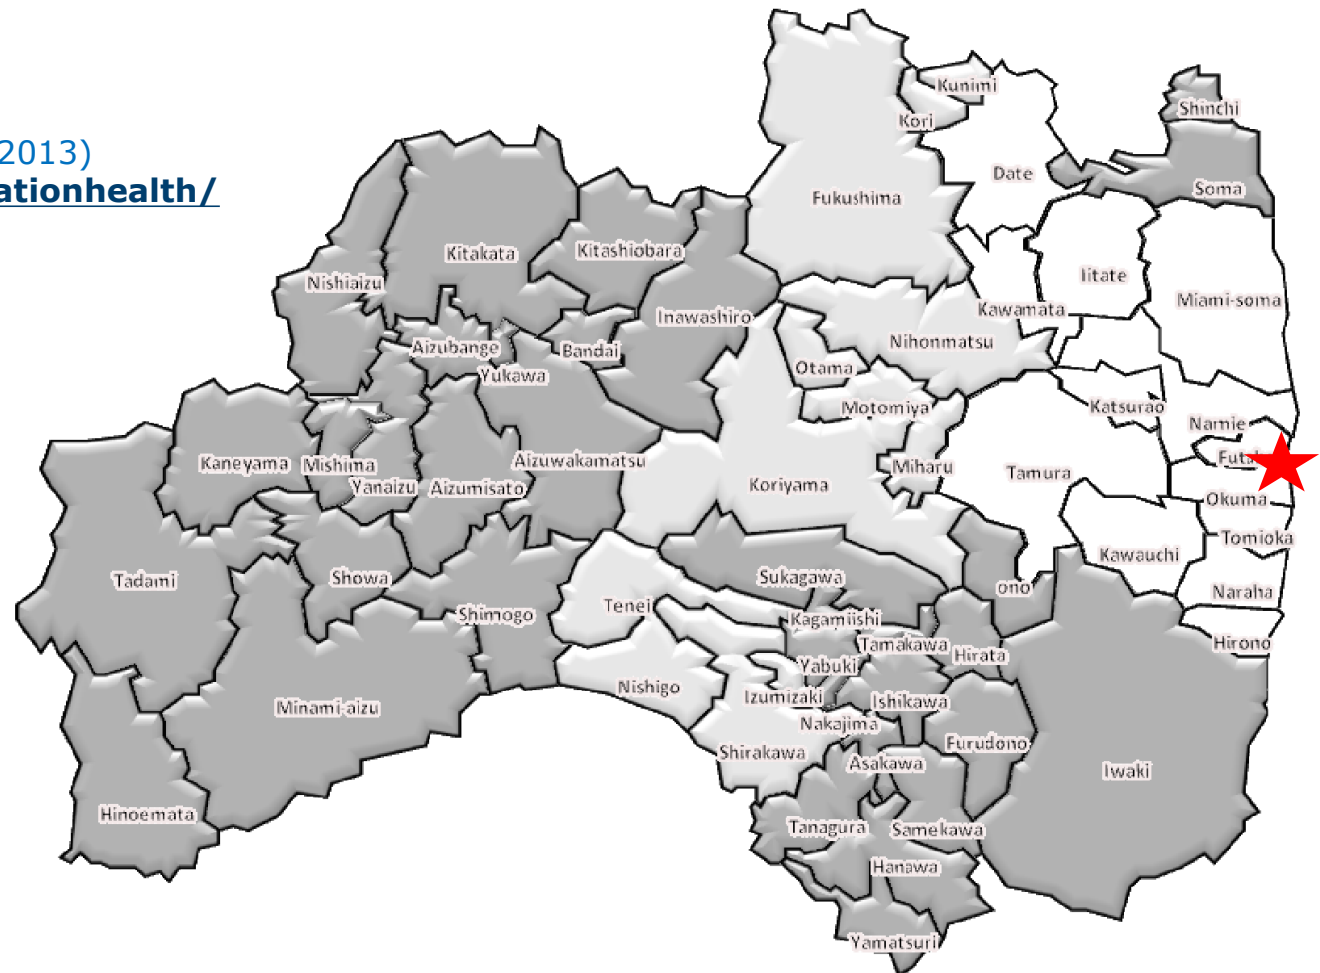 2013)
ationhealth/
Kunimi
Shinchi
Kori
Date
Soma
Fukushima
Kitakata
Kitashiobara
Iitate
Nishiaizu
Miami-soma
Kawamata
Inawashiro
Nihonmatsu
Aizubange
Bandai
Otama
Yukawa
Motomiya
Katsurao
Namie
Kaneyama
Mishima
Aizuwakamatsu
Miharu
Tamura
Yanaizu
Aizumisato
Koriyama
Okuma
Tomioka
Kawauchi
Tadami
Showa
Sukagawa
ono
Naraha
Shimogo
Tenei
Kagamiishi
Tamakawa
Hirata
Hirono
Yabuki
Nishigo
Izumizaki
Ishikawa
Minami-aizu
Nakajima
Furudono
Shirakawa
Asakawa
Iwaki
Hinoemata
Tanagura
Samekawa
Hanawa
Yamatsuri